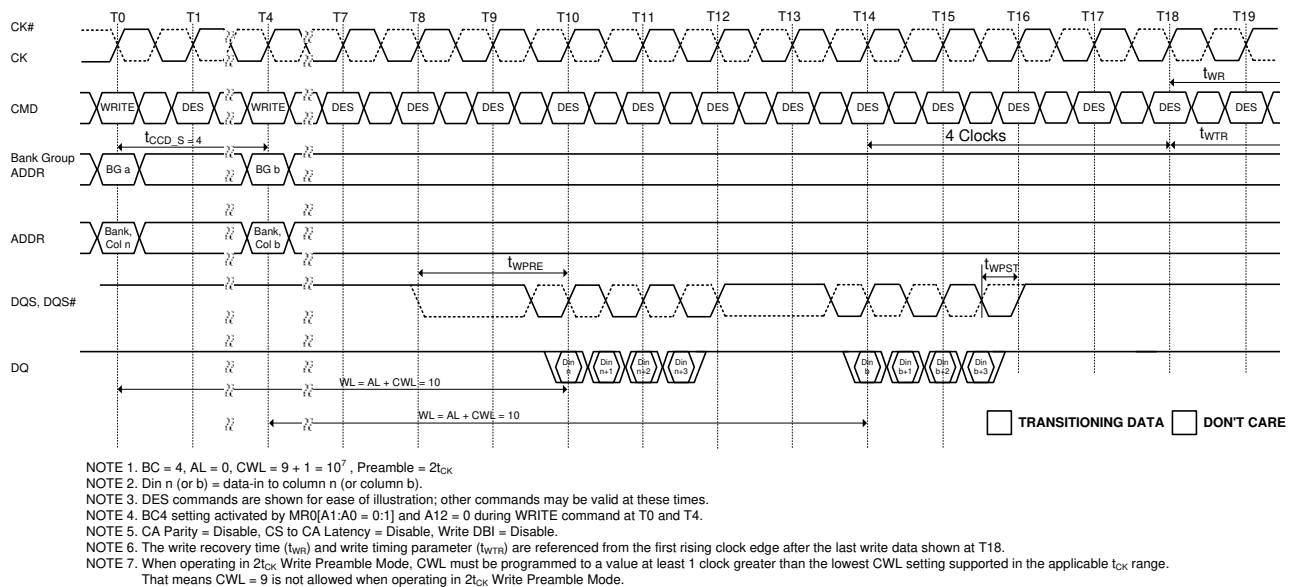 T0 T1 T4 T7 T8 T9 T10 T11 T12 T13 T14 T15 T16 T17 T18 T19
CK#
CK
tWR
CMD WRITE DES WRITE DES DES DES DES DES DES DES DES DES DES DES DES DES
tCCD_S = 4
4 Clocks
tWTR
Bank Group
ADDR
BG a BG b
ADDR
Bank, Col n
Bank, Col b
tWPRE
tWPST
DQS, DQS#
DQ
Din n
Din n+1
Din n+2
Din n+3
Din b
Din b+1
Din b+2
Din b+3
WL = AL + CWL = 10
WL = AL + CWL = 10
TRANSITIONING DATA DON'T CARE
NOTE 1. BC = 4, AL = 0, CWL = 9 + 1 = 10⁷ , Preamble = 2tCK
NOTE 2. Din n (or b) = data-in to column n (or column b).
NOTE 3. DES commands are shown for ease of illustration; other commands may be valid at these times.
NOTE 4. BC4 setting activated by MR0[A1:A0 = 0:1] and A12 = 0 during WRITE command at T0 and T4.
NOTE 5. CA Parity = Disable, CS to CA Latency = Disable, Write DBI = Disable.
NOTE 6. The write recovery time (tWR) and write timing parameter (tWTR) are referenced from the first rising clock edge after the last write data shown at T18.
NOTE 7. When operating in 2tCK Write Preamble Mode, CWL must be programmed to a value at least 1 clock greater than the lowest CWL setting supported in the applicable tCK range.
That means CWL = 9 is not allowed when operating in 2tCK Write Preamble Mode.